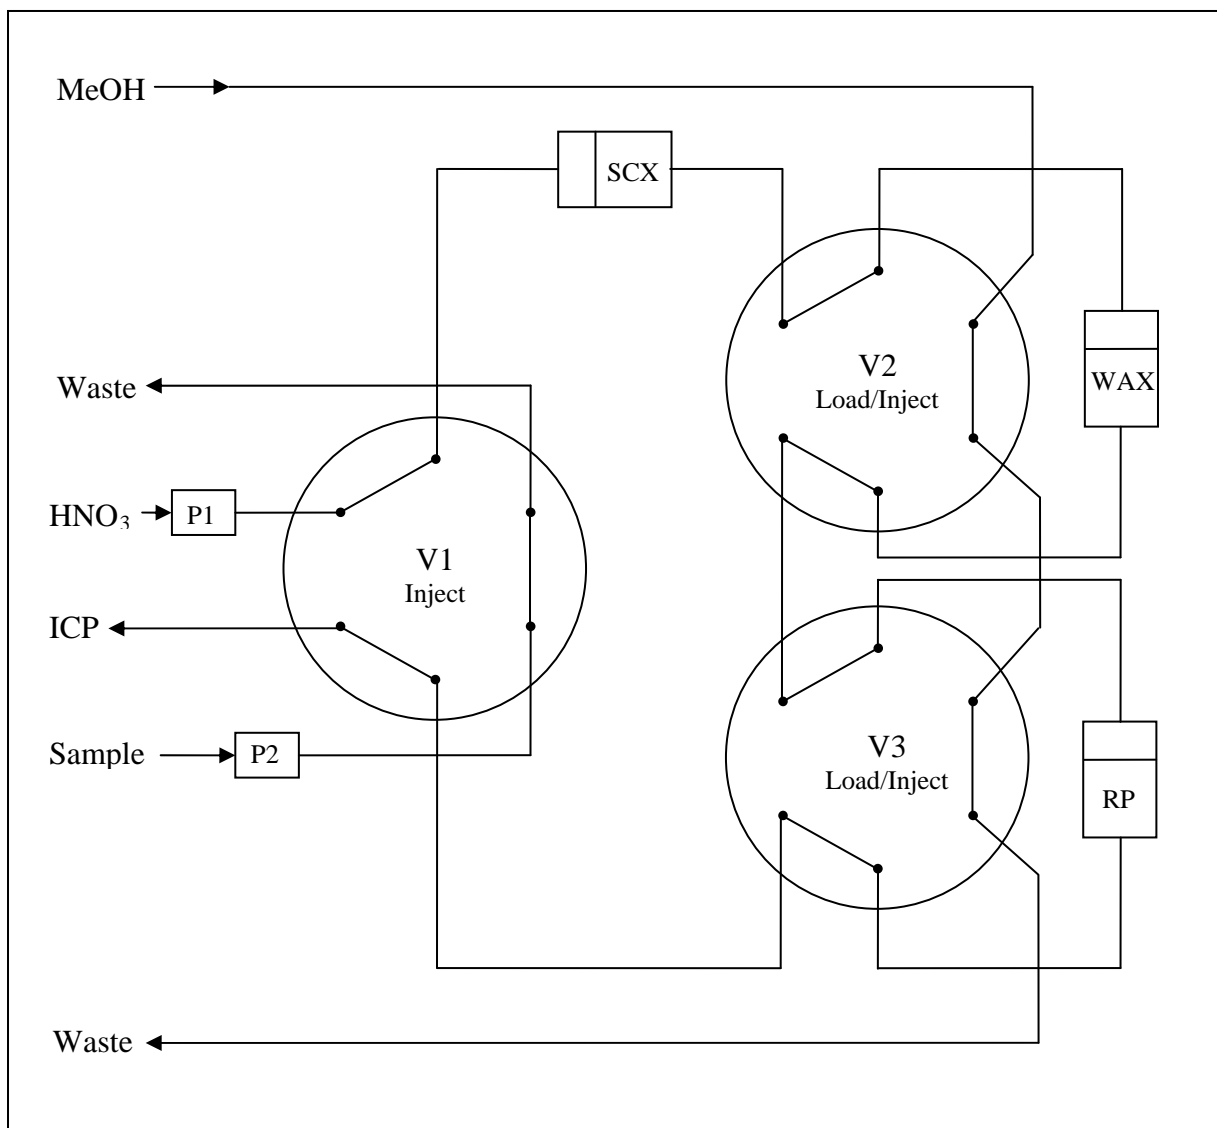 MeOH
SCX
V2
Load/Inject
WAX
Waste
HNO3
P1
V1
Inject
ICP
Sample
P2
V3
Load/Inject
RP
Waste